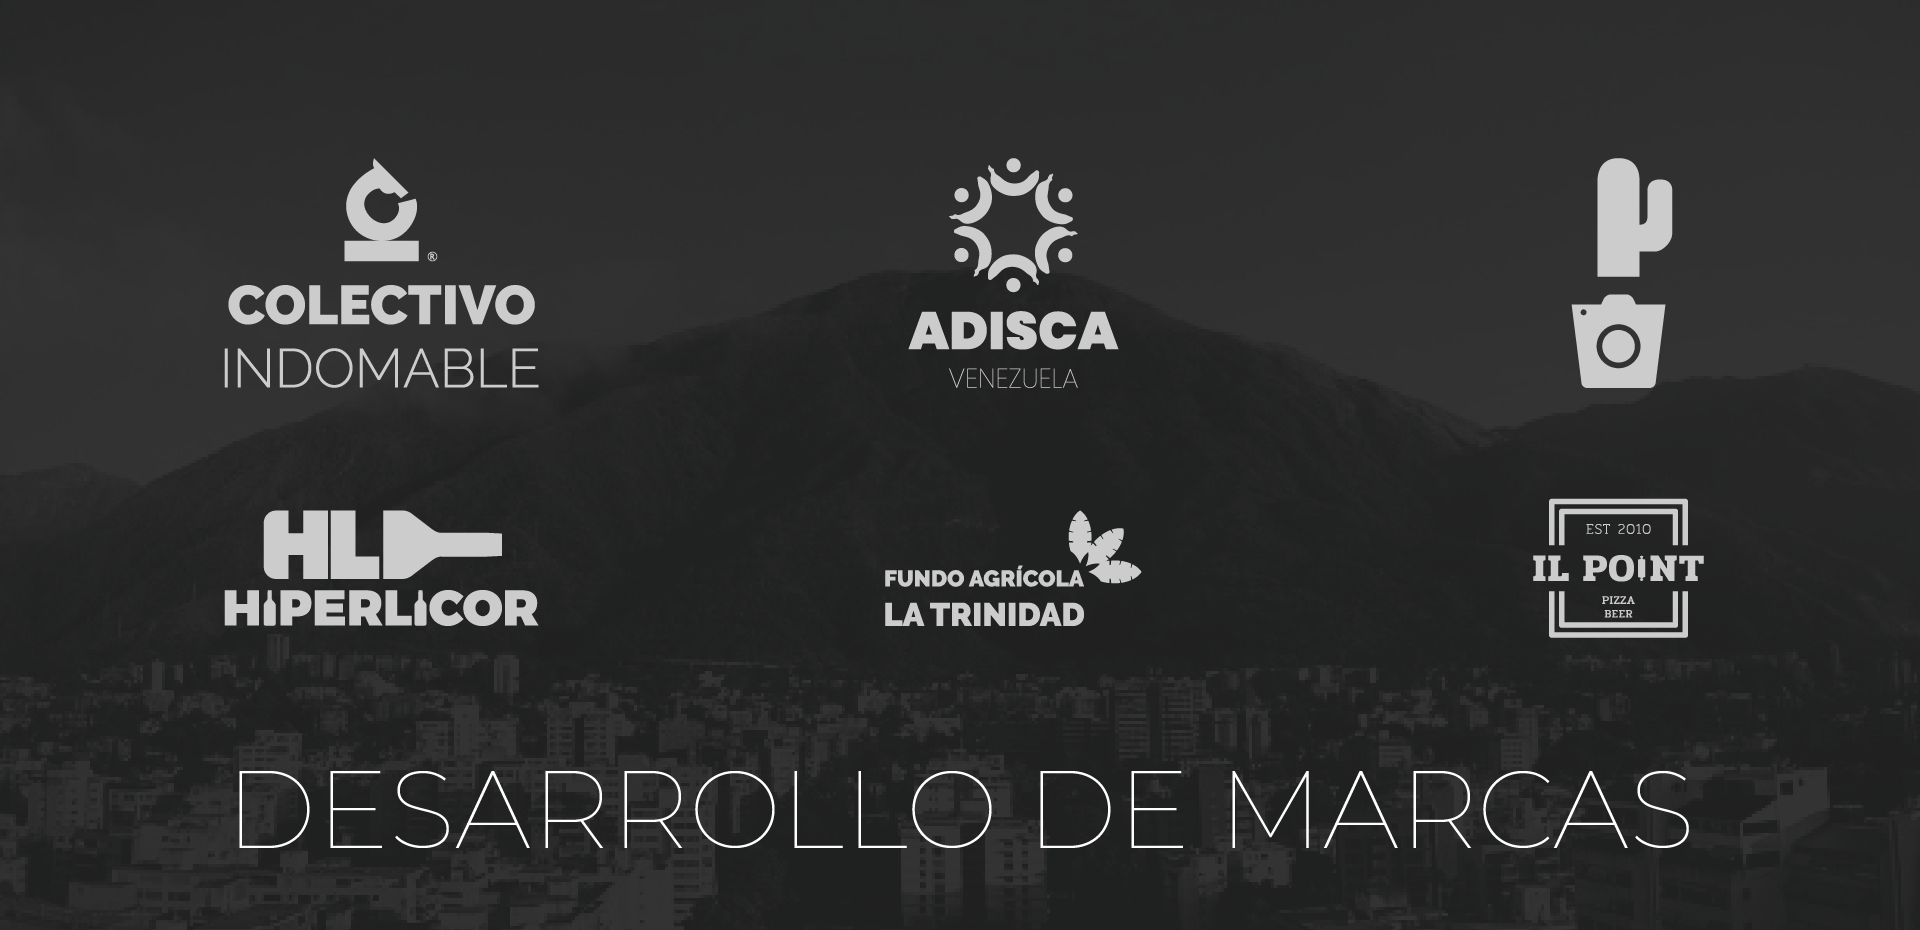 ®
COLECTIVO
INDOMABLE
ADISCA
VENEZUELA
HL
HiPERLiCOR
FUNDO AGRÍCOLA
LA TRINIDAD
EST 2010
IL POINT
PIZZA
BEER
DESARROLLO DE MARCAS